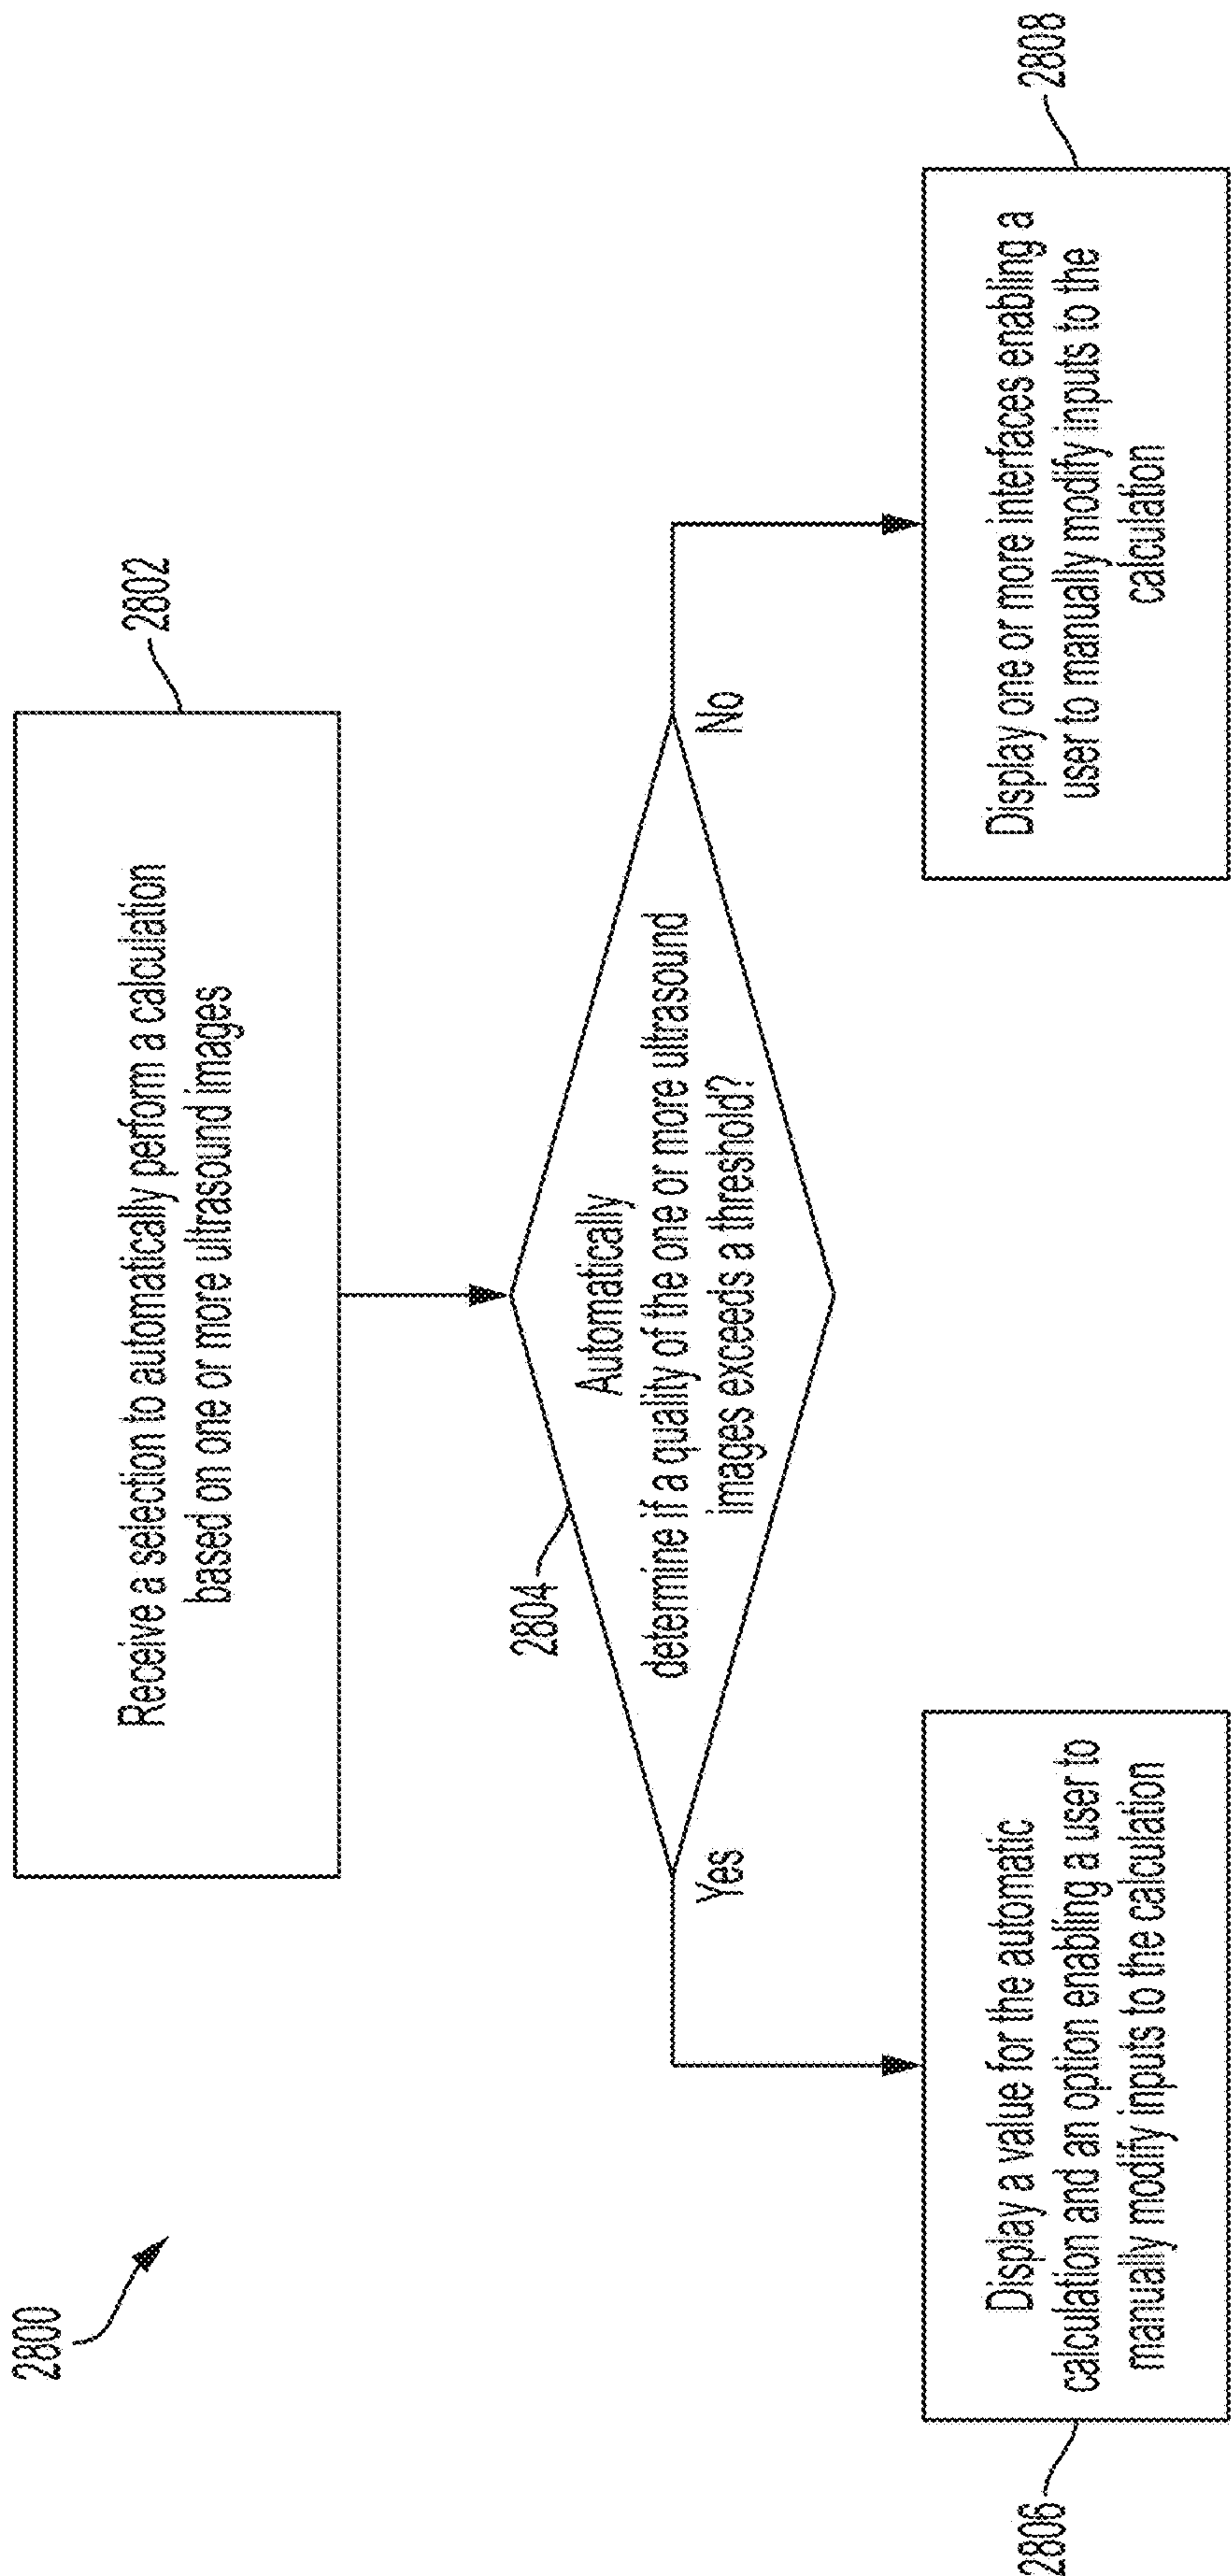 2800
Receive a selection to automatically perform a calculation
based on one or more ultrasound images
2802
2804
Automatically
determine if a quality of the one or more ultrasound
images exceeds a threshold?
Yes
No
Display a value for the automatic
calculation and an option enabling a user to
manually modify inputs to the calculation
2806
Display one or more interfaces enabling a
user to manually modify inputs to the
calculation
2808